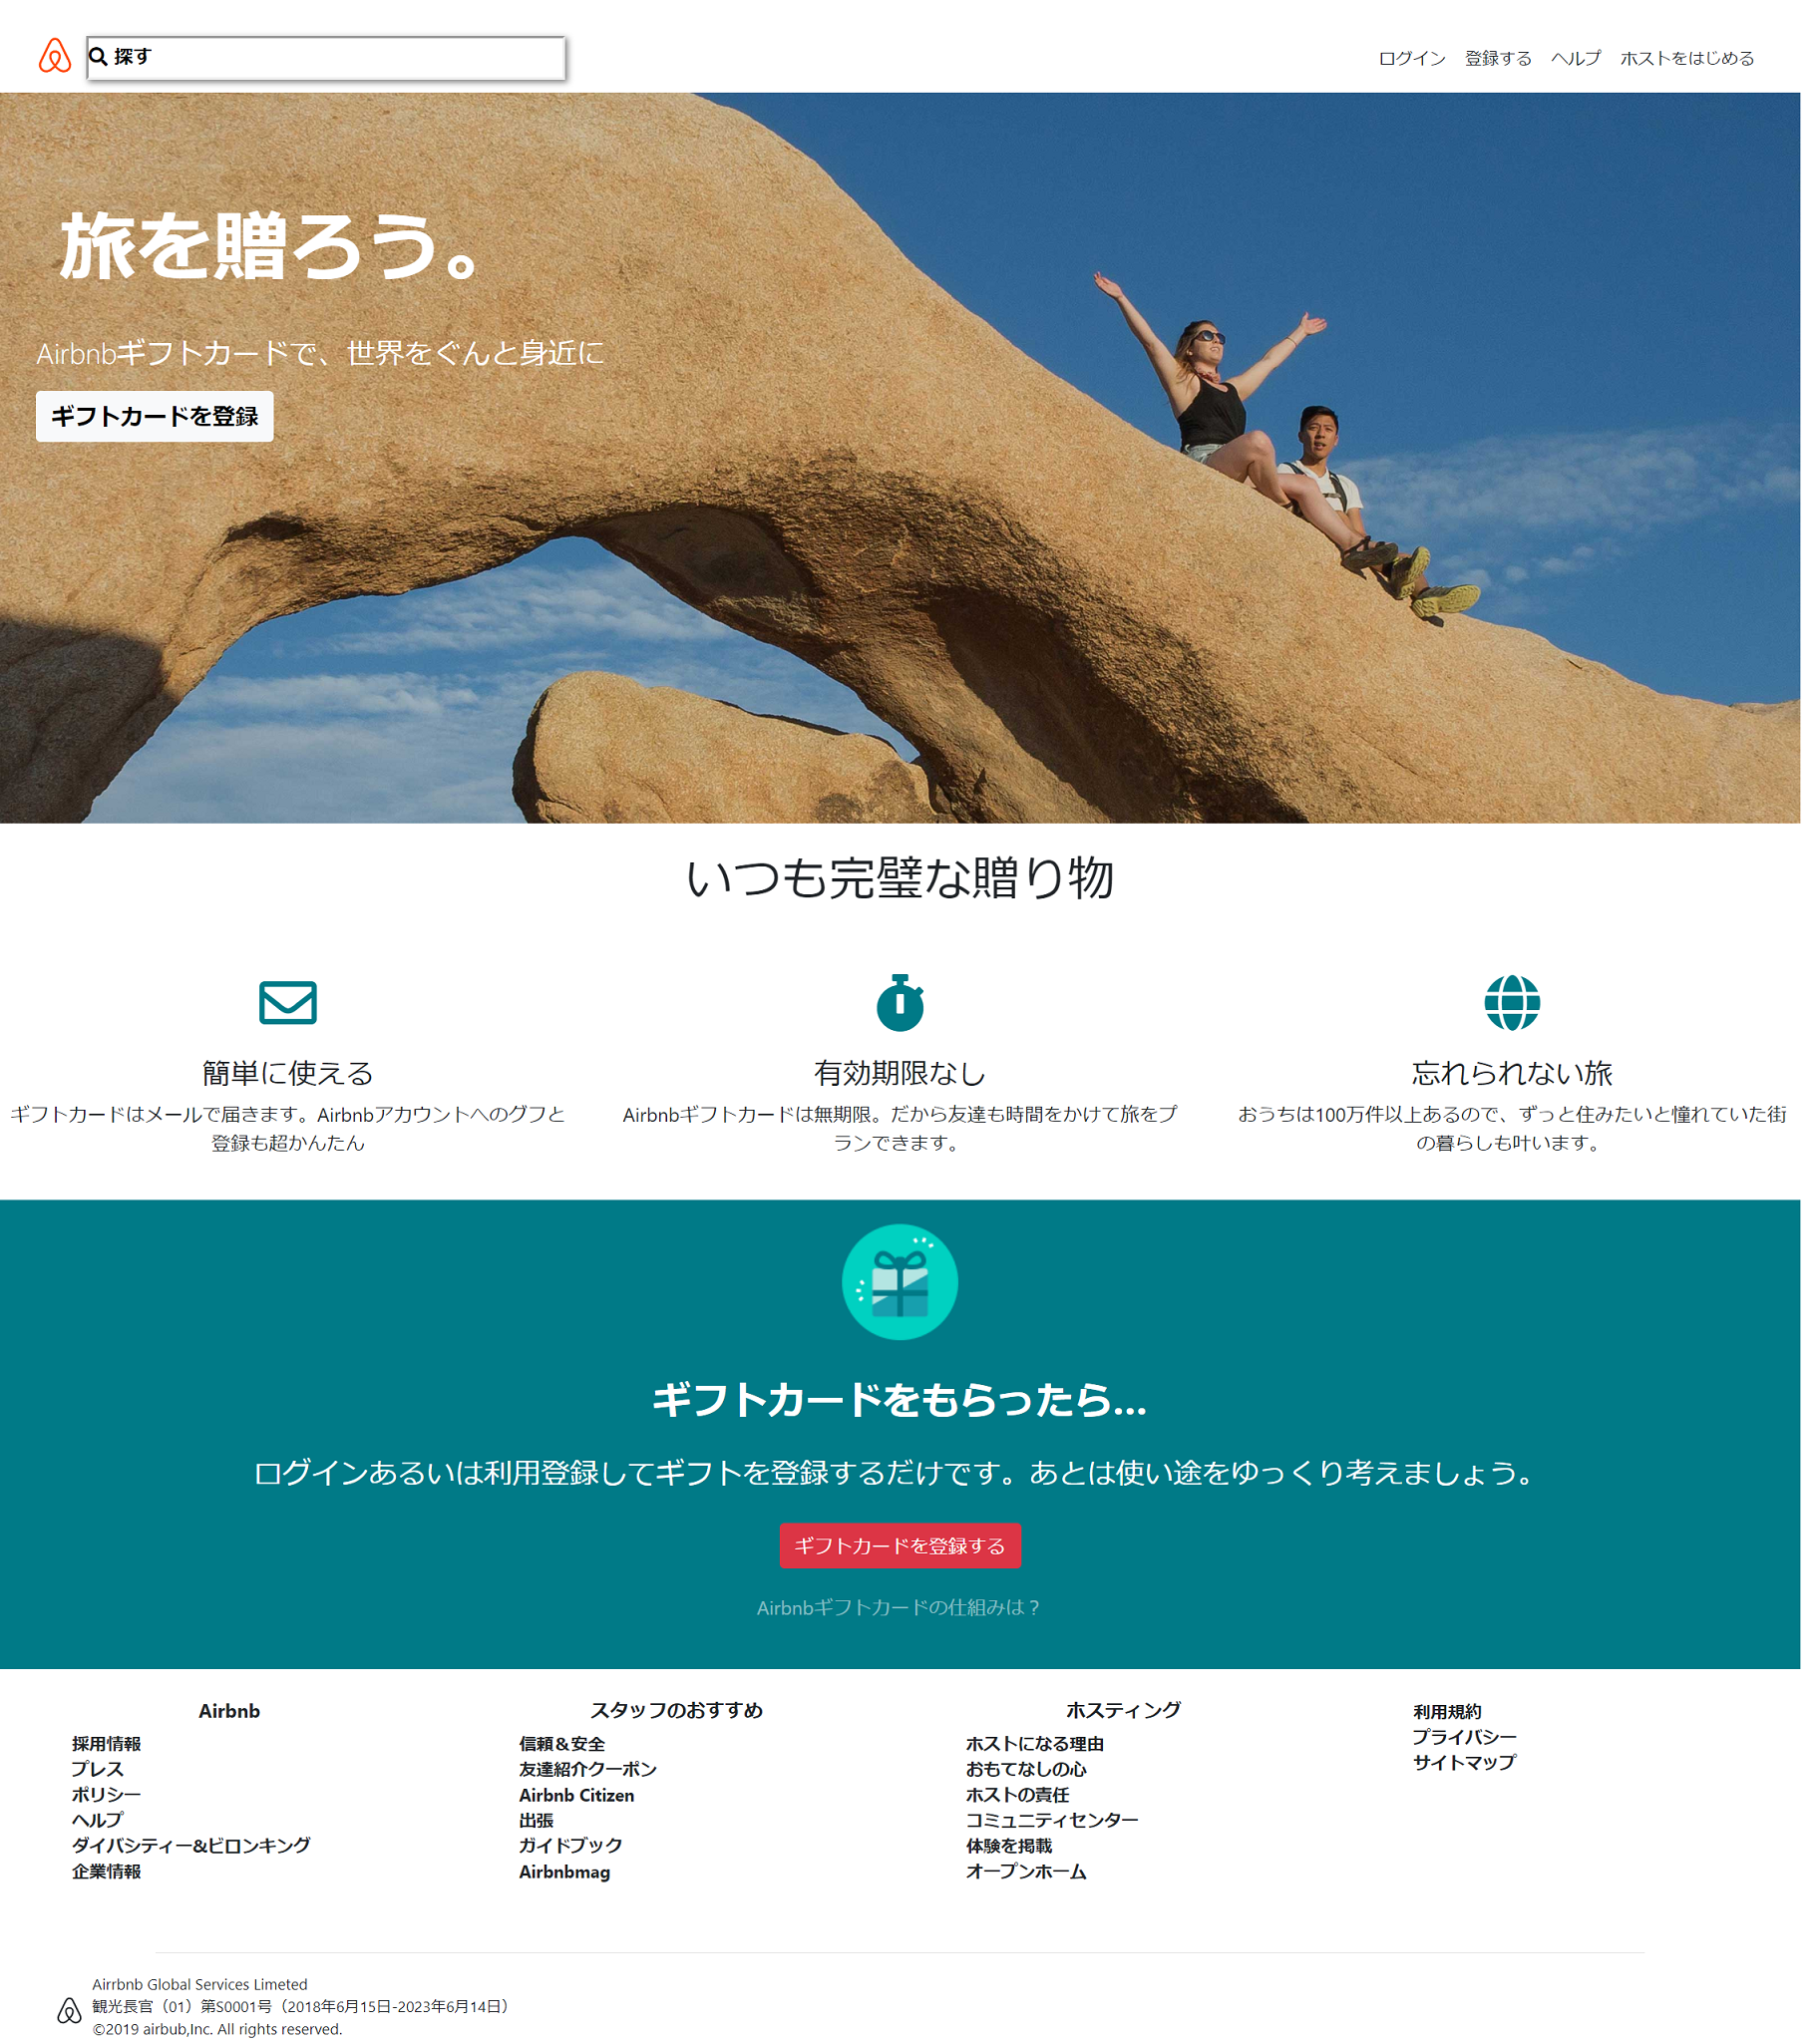 探す
ログイン 登録する ヘルプ ホストをはじめる
旅を贈ろう。
Airbnbギフトカードで、世界をぐんと身近に
ギフトカードを登録
いつも完璧な贈り物
簡単に使える
ギフトカードはメールで届きます。Airbnbアカウントへのグフと
登録も超かんたん
有効期限なし
Airbnbギフトカードは無期限。だから友達も時間をかけて旅をプ
ランできます。
忘れられない旅
おうちは100万件以上あるので、ずっと住みたいと憧れていた街
の暮らしも叶います。
ギフトカードをもらったら...
ログインあるいは利用登録してギフトを登録するだけです。あとは使い途をゆっくり考えましょう。
ギフトカードを登録する
Airbnbギフトカードの仕組みは？
Airbnb
採用情報
プレス
ポリシー
ヘルプ
ダイバシティー&ビロンキング
企業情報
スタッフのおすすめ
信頼＆安全
友達紹介クーポン
Airbnb Citizen
出張
ガイドブック
Airbnbmag
ホスティング
ホストになる理由
おもてなしの心
ホストの責任
コミュニティセンター
体験を掲載
オープンホーム
利用規約
プライバシー
サイトマップ
Airrbnb Global Services Limeted
観光長官（01）第S0001号（2018年6月15日-2023年6月14日）
©2019 airbub,Inc. All rights reserved.